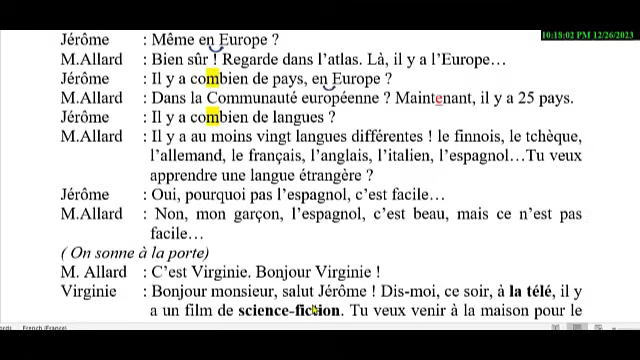 10:18:02 PM 12/26/2023
Jérôme : Même en Europe ?
M.Allard : Bien sûr ! Regarde dans l'atlas. Là, il y a l'Europe…
Jérôme : Il y a combien de pays, en Europe ?
M.Allard : Dans la Communauté européenne ? Maintenant, il y a 25 pays.
Jérôme : Il y a combien de langues ?
M.Allard : Il y a au moins vingt langues différentes ! le finnois, le tchèque,
l'allemand, le français, l'anglais, l'italien, l'espagnol…Tu veux
apprendre une langue étrangère ?
Jérôme : Oui, pourquoi pas l'espagnol, c'est facile…
M.Allard : Non, mon garçon, l'espagnol, c'est beau, mais ce n'est pas
facile…
( On sonne à la porte)
M. Allard : C'est Virginie. Bonjour Virginie !
Virginie : Bonjour monsieur, salut Jérôme ! Dis-moi, ce soir, à la télé, il y
a un film de science-fiction. Tu veux venir à la maison pour le
French (France)